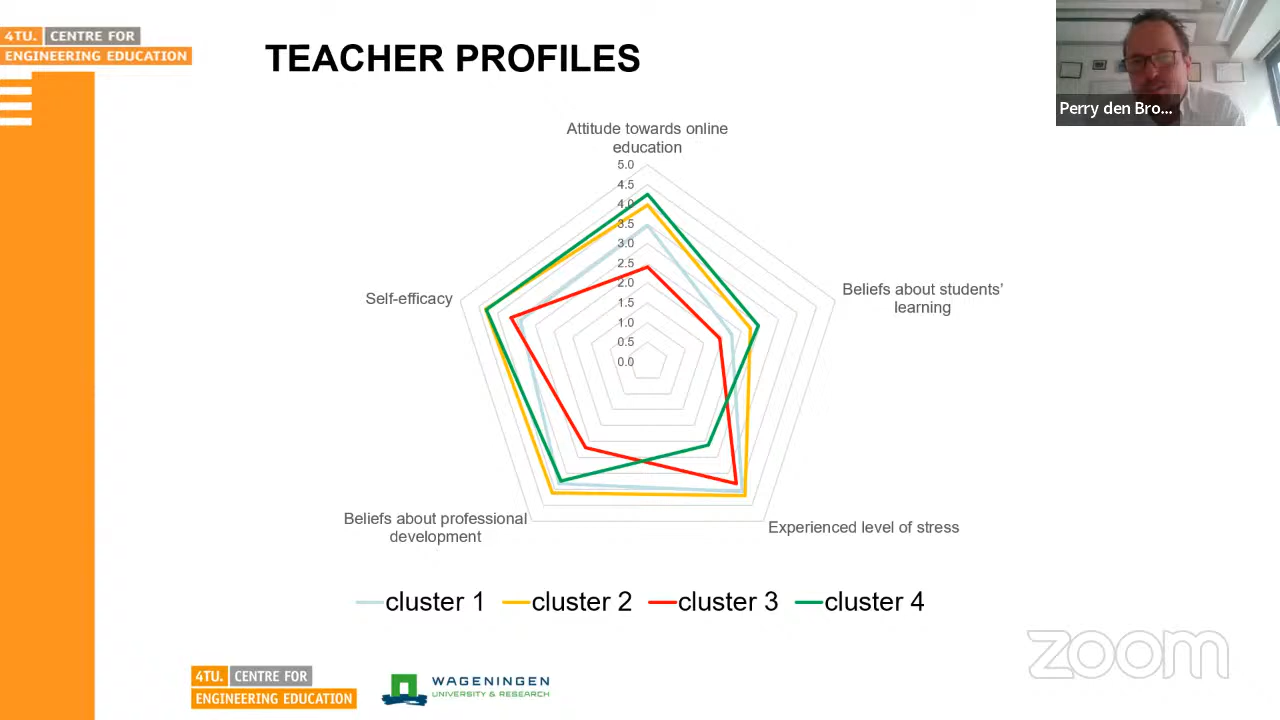 4TU. CENTRE FOR
ENGINEERING EDUCATION
TEACHER PROFILES
Perry den Bro...
Attitude towards online
education
5.0
4.5
4.0
3.5
3.0
2.5
2.0
1.5
1.0
0.5
0.0
Self-efficacy
Beliefs about students’
learning
Beliefs about professional
development
Experienced level of stress
cluster 1 cluster 2 cluster 3 cluster 4
zoom
4TU. CENTRE FOR
ENGINEERING EDUCATION
WAGENINGEN
UNIVERSITY & RESEARCH